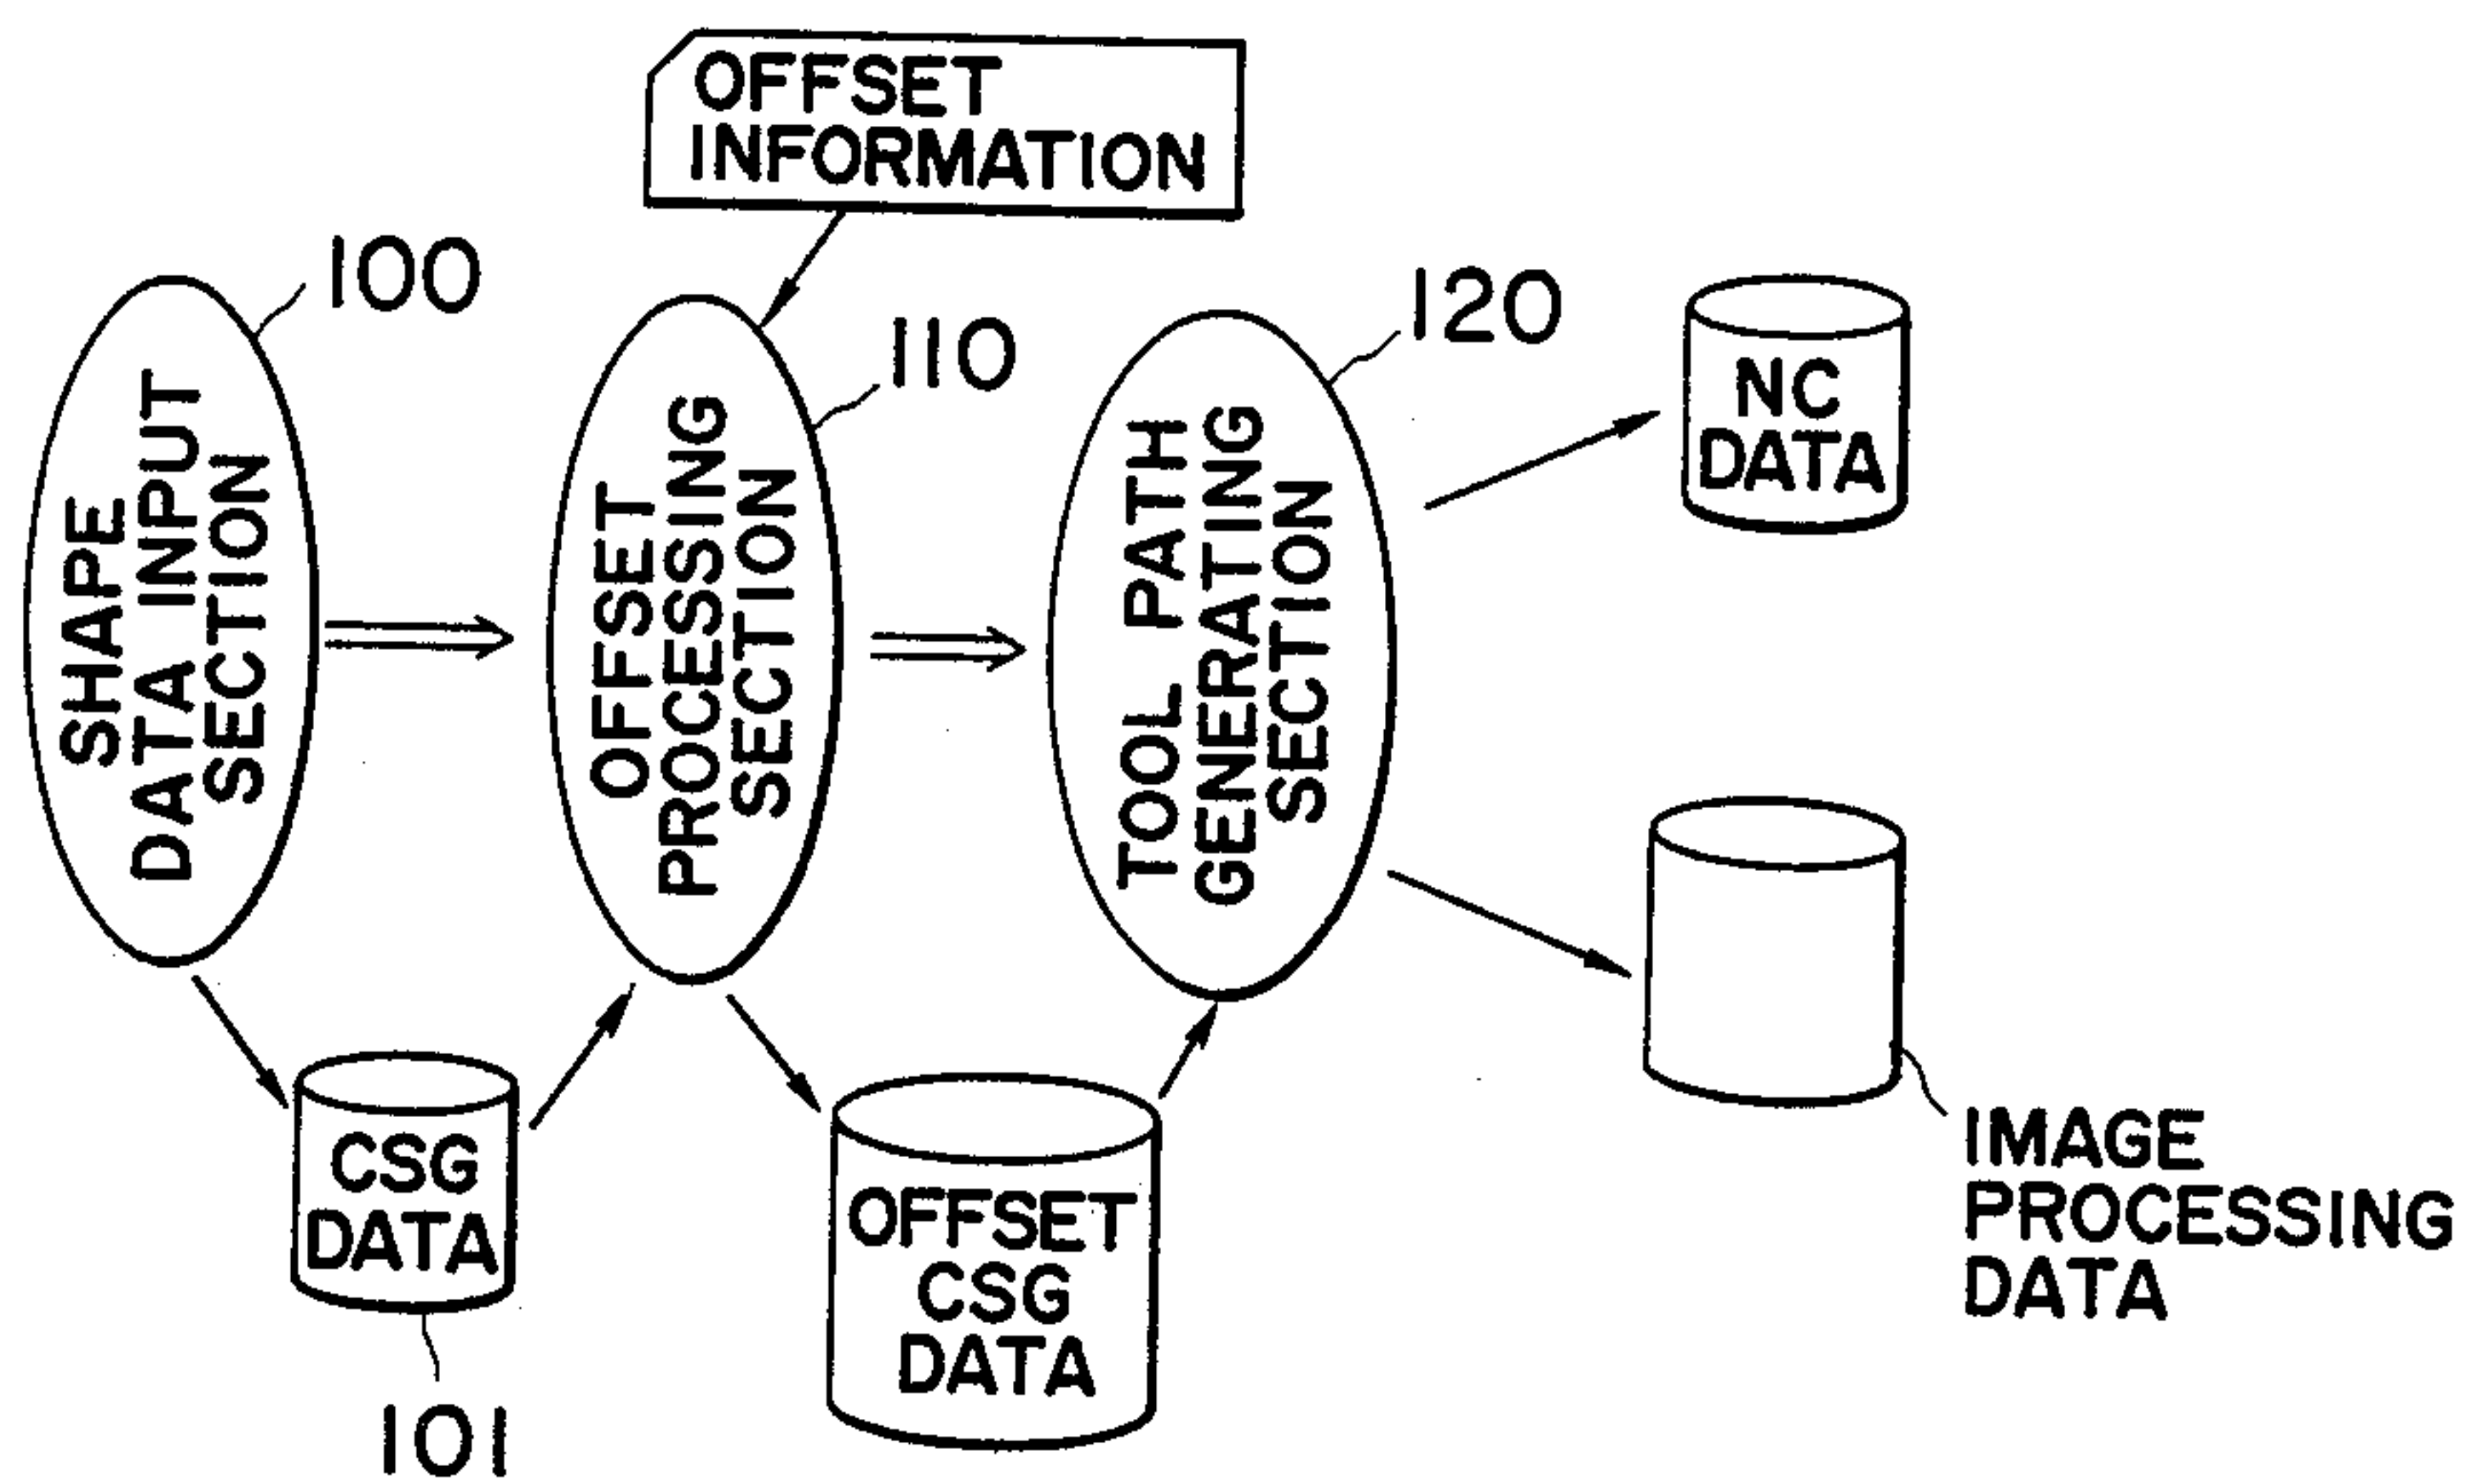 OFFSET
INFORMATION
100
110
120
SHAPE
DATA INPUT
SECTION
OFFSET
PROCESSING
SECTION
TOOL PATH
GENERATING
SECTION
NC
DATA
CSG
DATA
101
OFFSET
CSG
DATA
IMAGE
PROCESSING
DATA